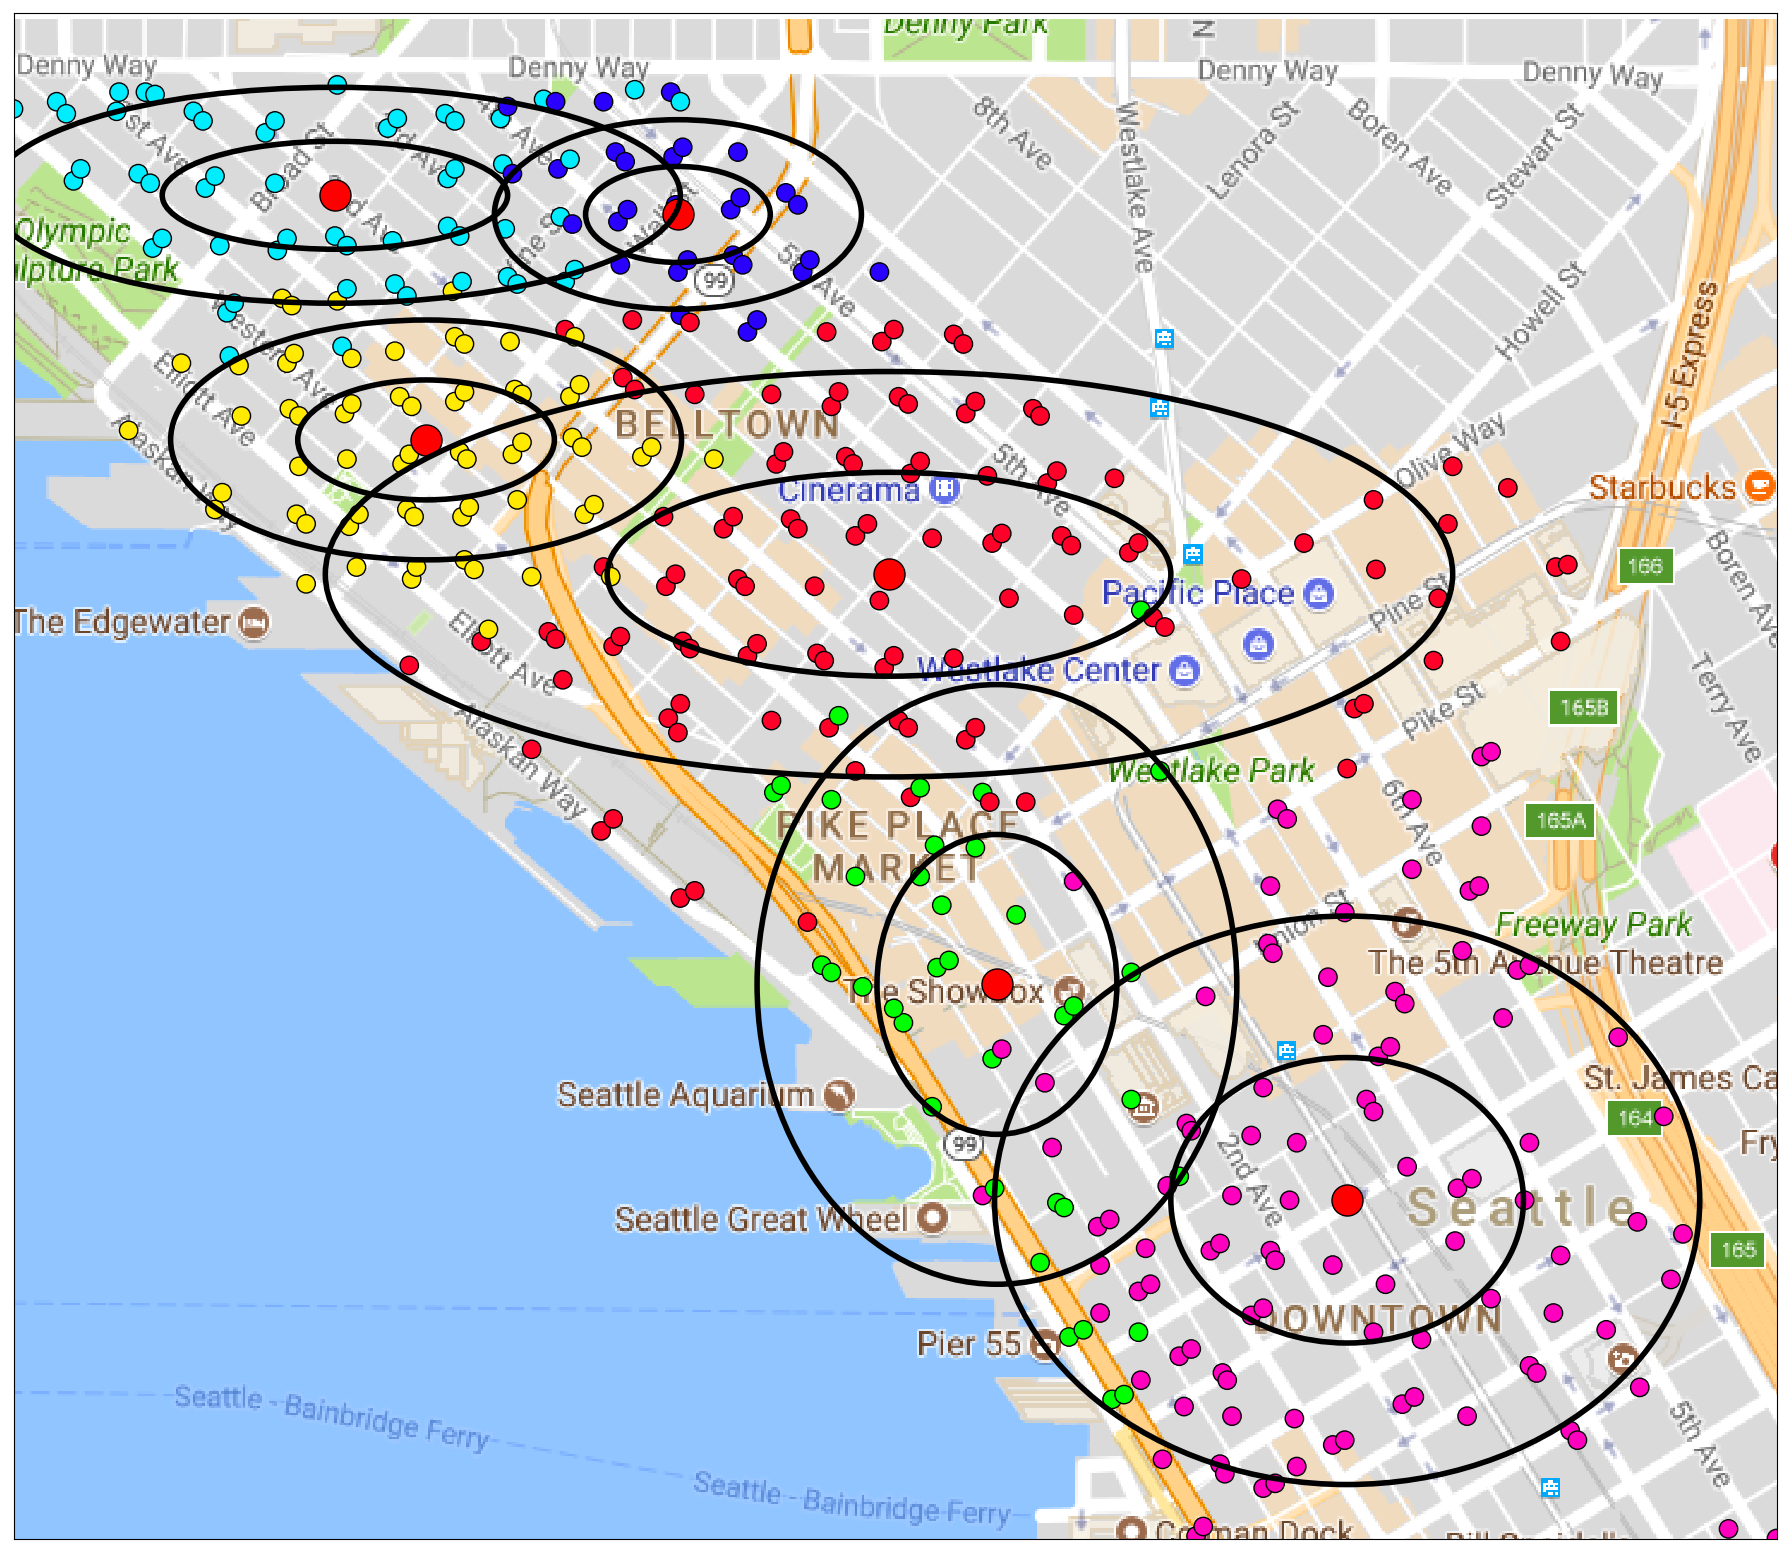 Denny Park
N
Denny Way
Denny Way
Denny Way
Denny Way
8th Ave
Westlake Ave
Lenora St
Boren Ave
Stewart St
1st Ave
Broad St
Olympic
Sculpture Park
99
5th Ave
Howell St
I-5 Express
Western Ave
Elliott Ave
Alaskan Way
BELLTOWN
5th Ave
Olive Way
Cinerama
Starbucks
166
Boren Ave
Pacific Place
Pine St
The Edgewater
Elliott Ave
Westlake Center
Terry Ave
165B
Pike St
Alaskan Way
Westlake Park
6th Ave
165A
PIKE PLACE
MARKET
Union St
Freeway Park
The 5th Avenue Theatre
The Showbox
St. James Ca
Seattle Aquarium
164
99
2nd Ave
Fry
Seattle
Seattle Great Wheel
165
DOWNTOWN
Pier 55
Seattle - Bainbridge Ferry
5th Ave
Seattle - Bainbridge Ferry
Colman Dock